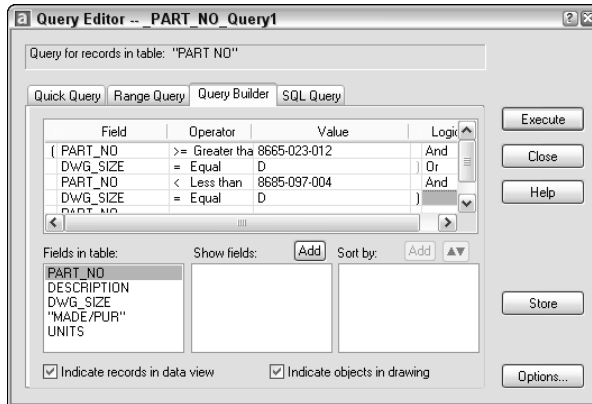 a Query Editor -- _PART_NO_Query1
Query for records in table: "PART NO"
Quick Query Range Query Query Builder SQL Query
Field Operator Value Logic
( PART_NO >= Greater tha 8665-023-012 And
DWG_SIZE = Equal D ) Or
PART_NO < Less than 8685-097-004 And
DWG_SIZE = Equal D )
PART_NO
Fields in table: Show fields: Add Sort by: Add
PART_NO
DESCRIPTION
DWG_SIZE
"MADE/PUR"
UNITS
Indicate records in data view Indicate objects in drawing
Execute
Close
Help
Store
Options...